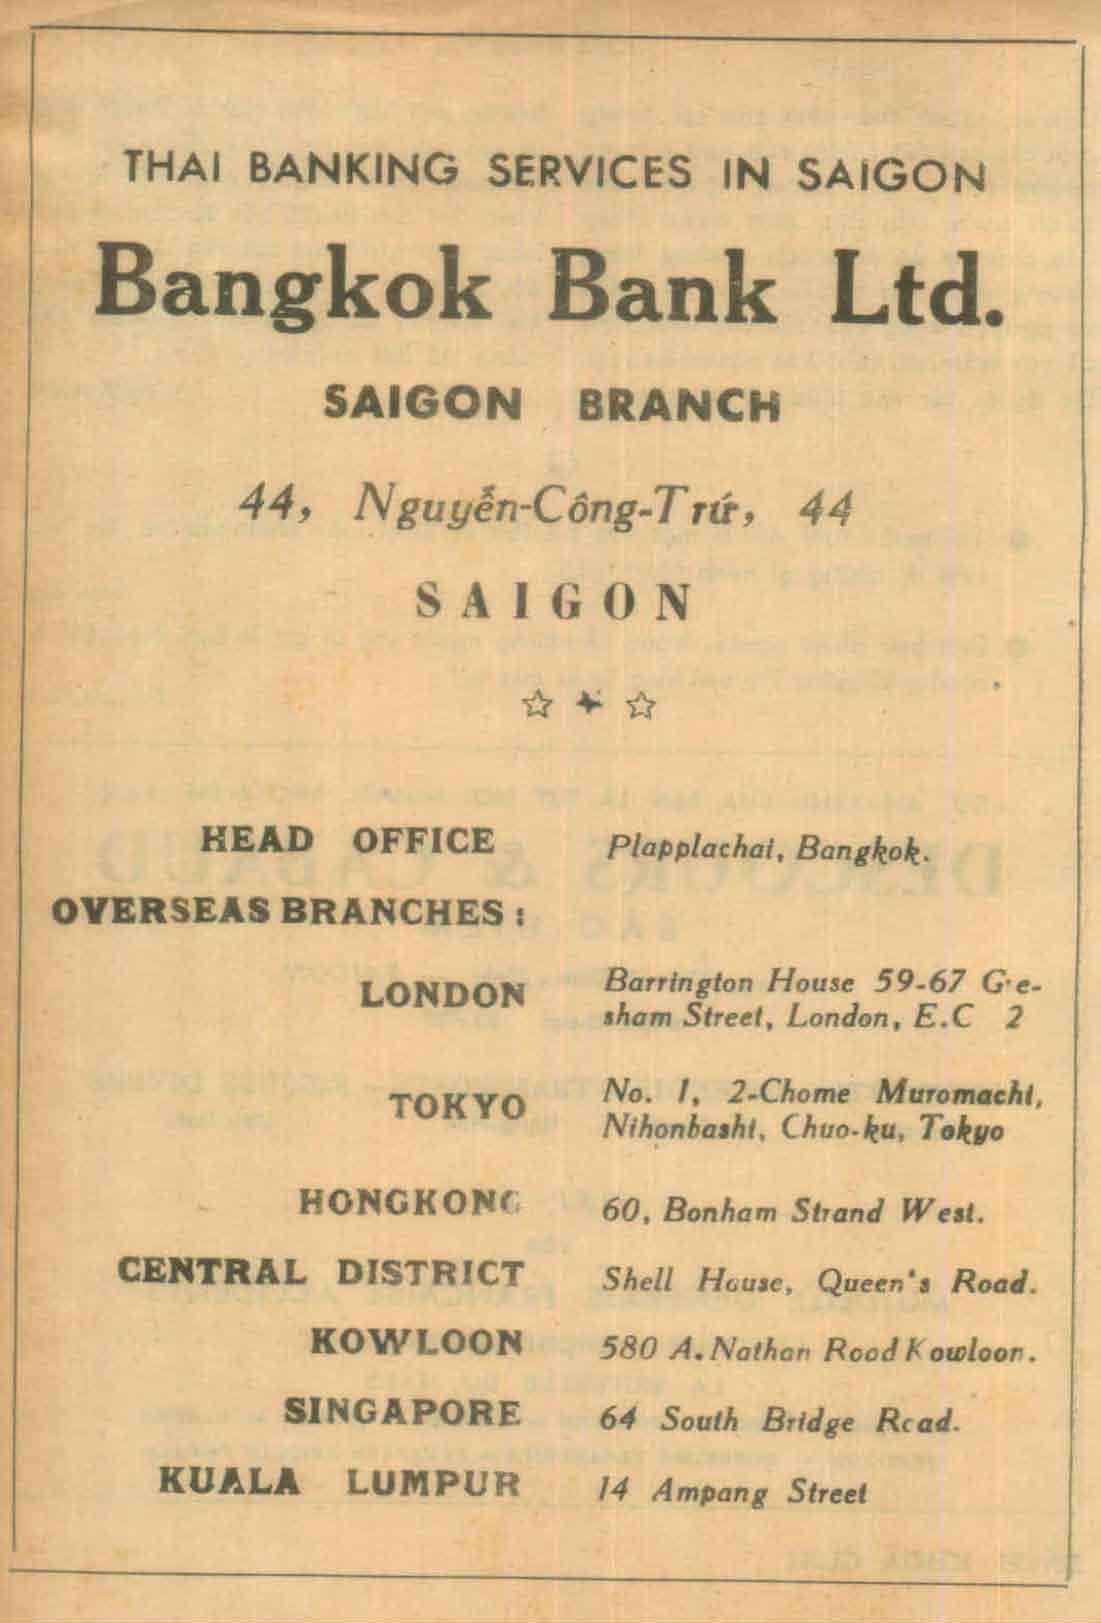 THAI BANKING SERVICES IN SAIGON
Bangkok Bank Ltd.
SAIGON BRANCH
44, Nguyễn-Công-Trứ, 44
SAIGON
HEAD OFFICE Plapplachai, Bangkok.
OVERSEAS BRANCHES :
LONDON Barrington House 59-67 Gre-
sham Street, London, E.C 2
TOKYO No. 1, 2-Chome Muromachi,
Nihonbashi, Chuo-ku, Tokyo
HONGKONG 60, Bonham Strand West.
CENTRAL DISTRICT Shell House, Queen's Road.
KOWLOON 580 A. Nathan Road Kowloon.
SINGAPORE 64 South Bridge Road.
KUALA LUMPUR 14 Ampang Street